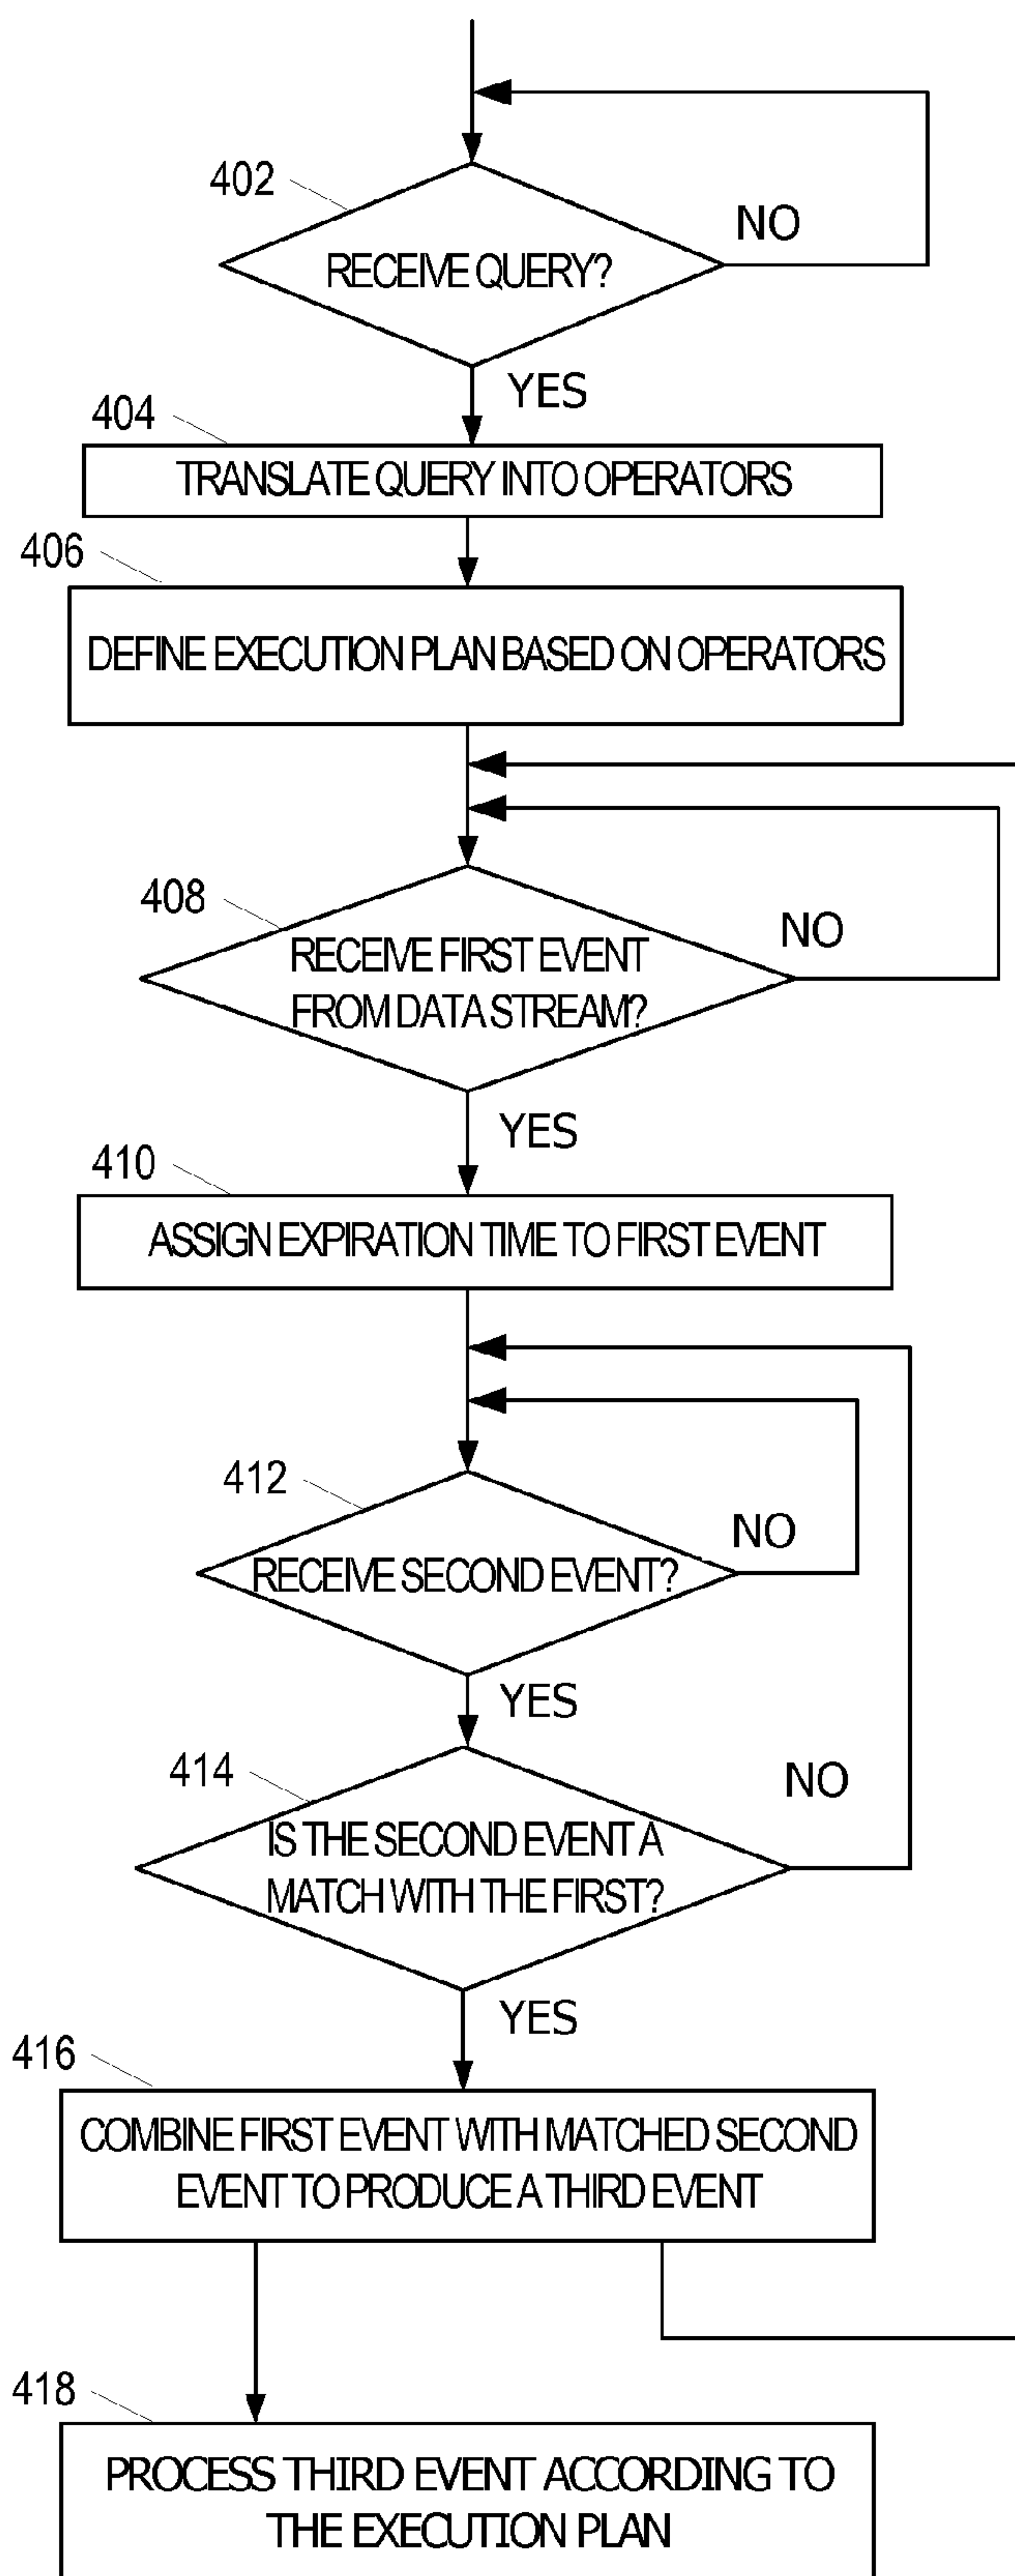 402
NO
RECEIVE QUERY?
YES
404
TRANSLATE QUERY INTO OPERATORS
406
DEFINE EXECUTION PLAN BASED ON OPERATORS
408
NO
RECEIVE FIRST EVENT
FROM DATA STREAM?
YES
410
ASSIGN EXPIRATION TIME TO FIRST EVENT
412
NO
RECEIVE SECOND EVENT?
YES
414
NO
IS THE SECOND EVENT A
MATCH WITH THE FIRST?
YES
416
COMBINE FIRST EVENT WITH MATCHED SECOND
EVENT TO PRODUCE A THIRD EVENT
418
PROCESS THIRD EVENT ACCORDING TO
THE EXECUTION PLAN